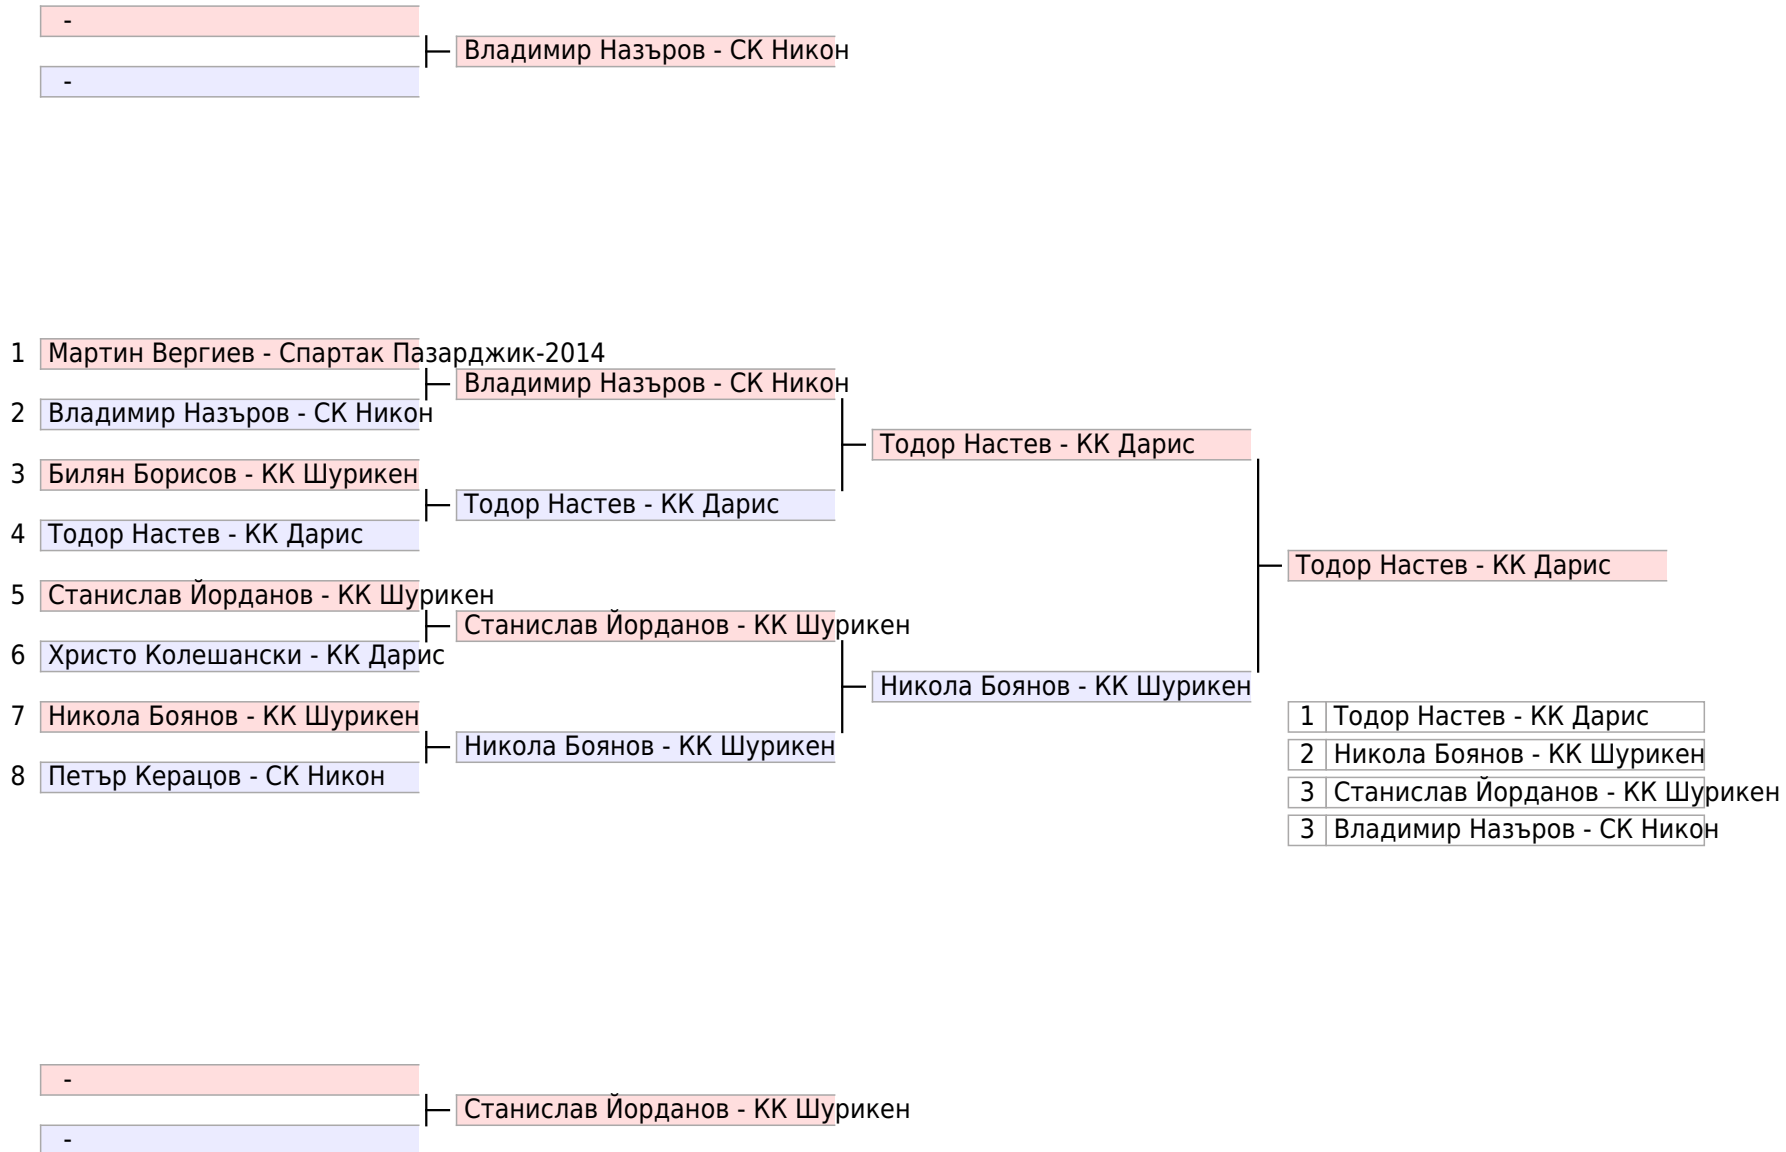 -
Владимир Назъров - СК Никон
-
1 Мартин Вергиев - Спартак Пазарджик-2014
Владимир Назъров - СК Никон
2 Владимир Назъров - СК Никон
Тодор Настев - КК Дарис
3 Билян Борисов - КК Шурикен
Тодор Настев - КК Дарис
4 Тодор Настев - КК Дарис
Тодор Настев - КК Дарис
5 Станислав Йорданов - КК Шурикен
Станислав Йорданов - КК Шурикен
6 Христо Колешански - КК Дарис
Никола Боянов - КК Шурикен
7 Никола Боянов - КК Шурикен
1 Тодор Настев - КК Дарис
Никола Боянов - КК Шурикен
2 Никола Боянов - КК Шурикен
8 Петър Керацов - СК Никон
3 Станислав Йорданов - КК Шурикен
3 Владимир Назъров - СК Никон
-
Станислав Йорданов - КК Шурикен
-